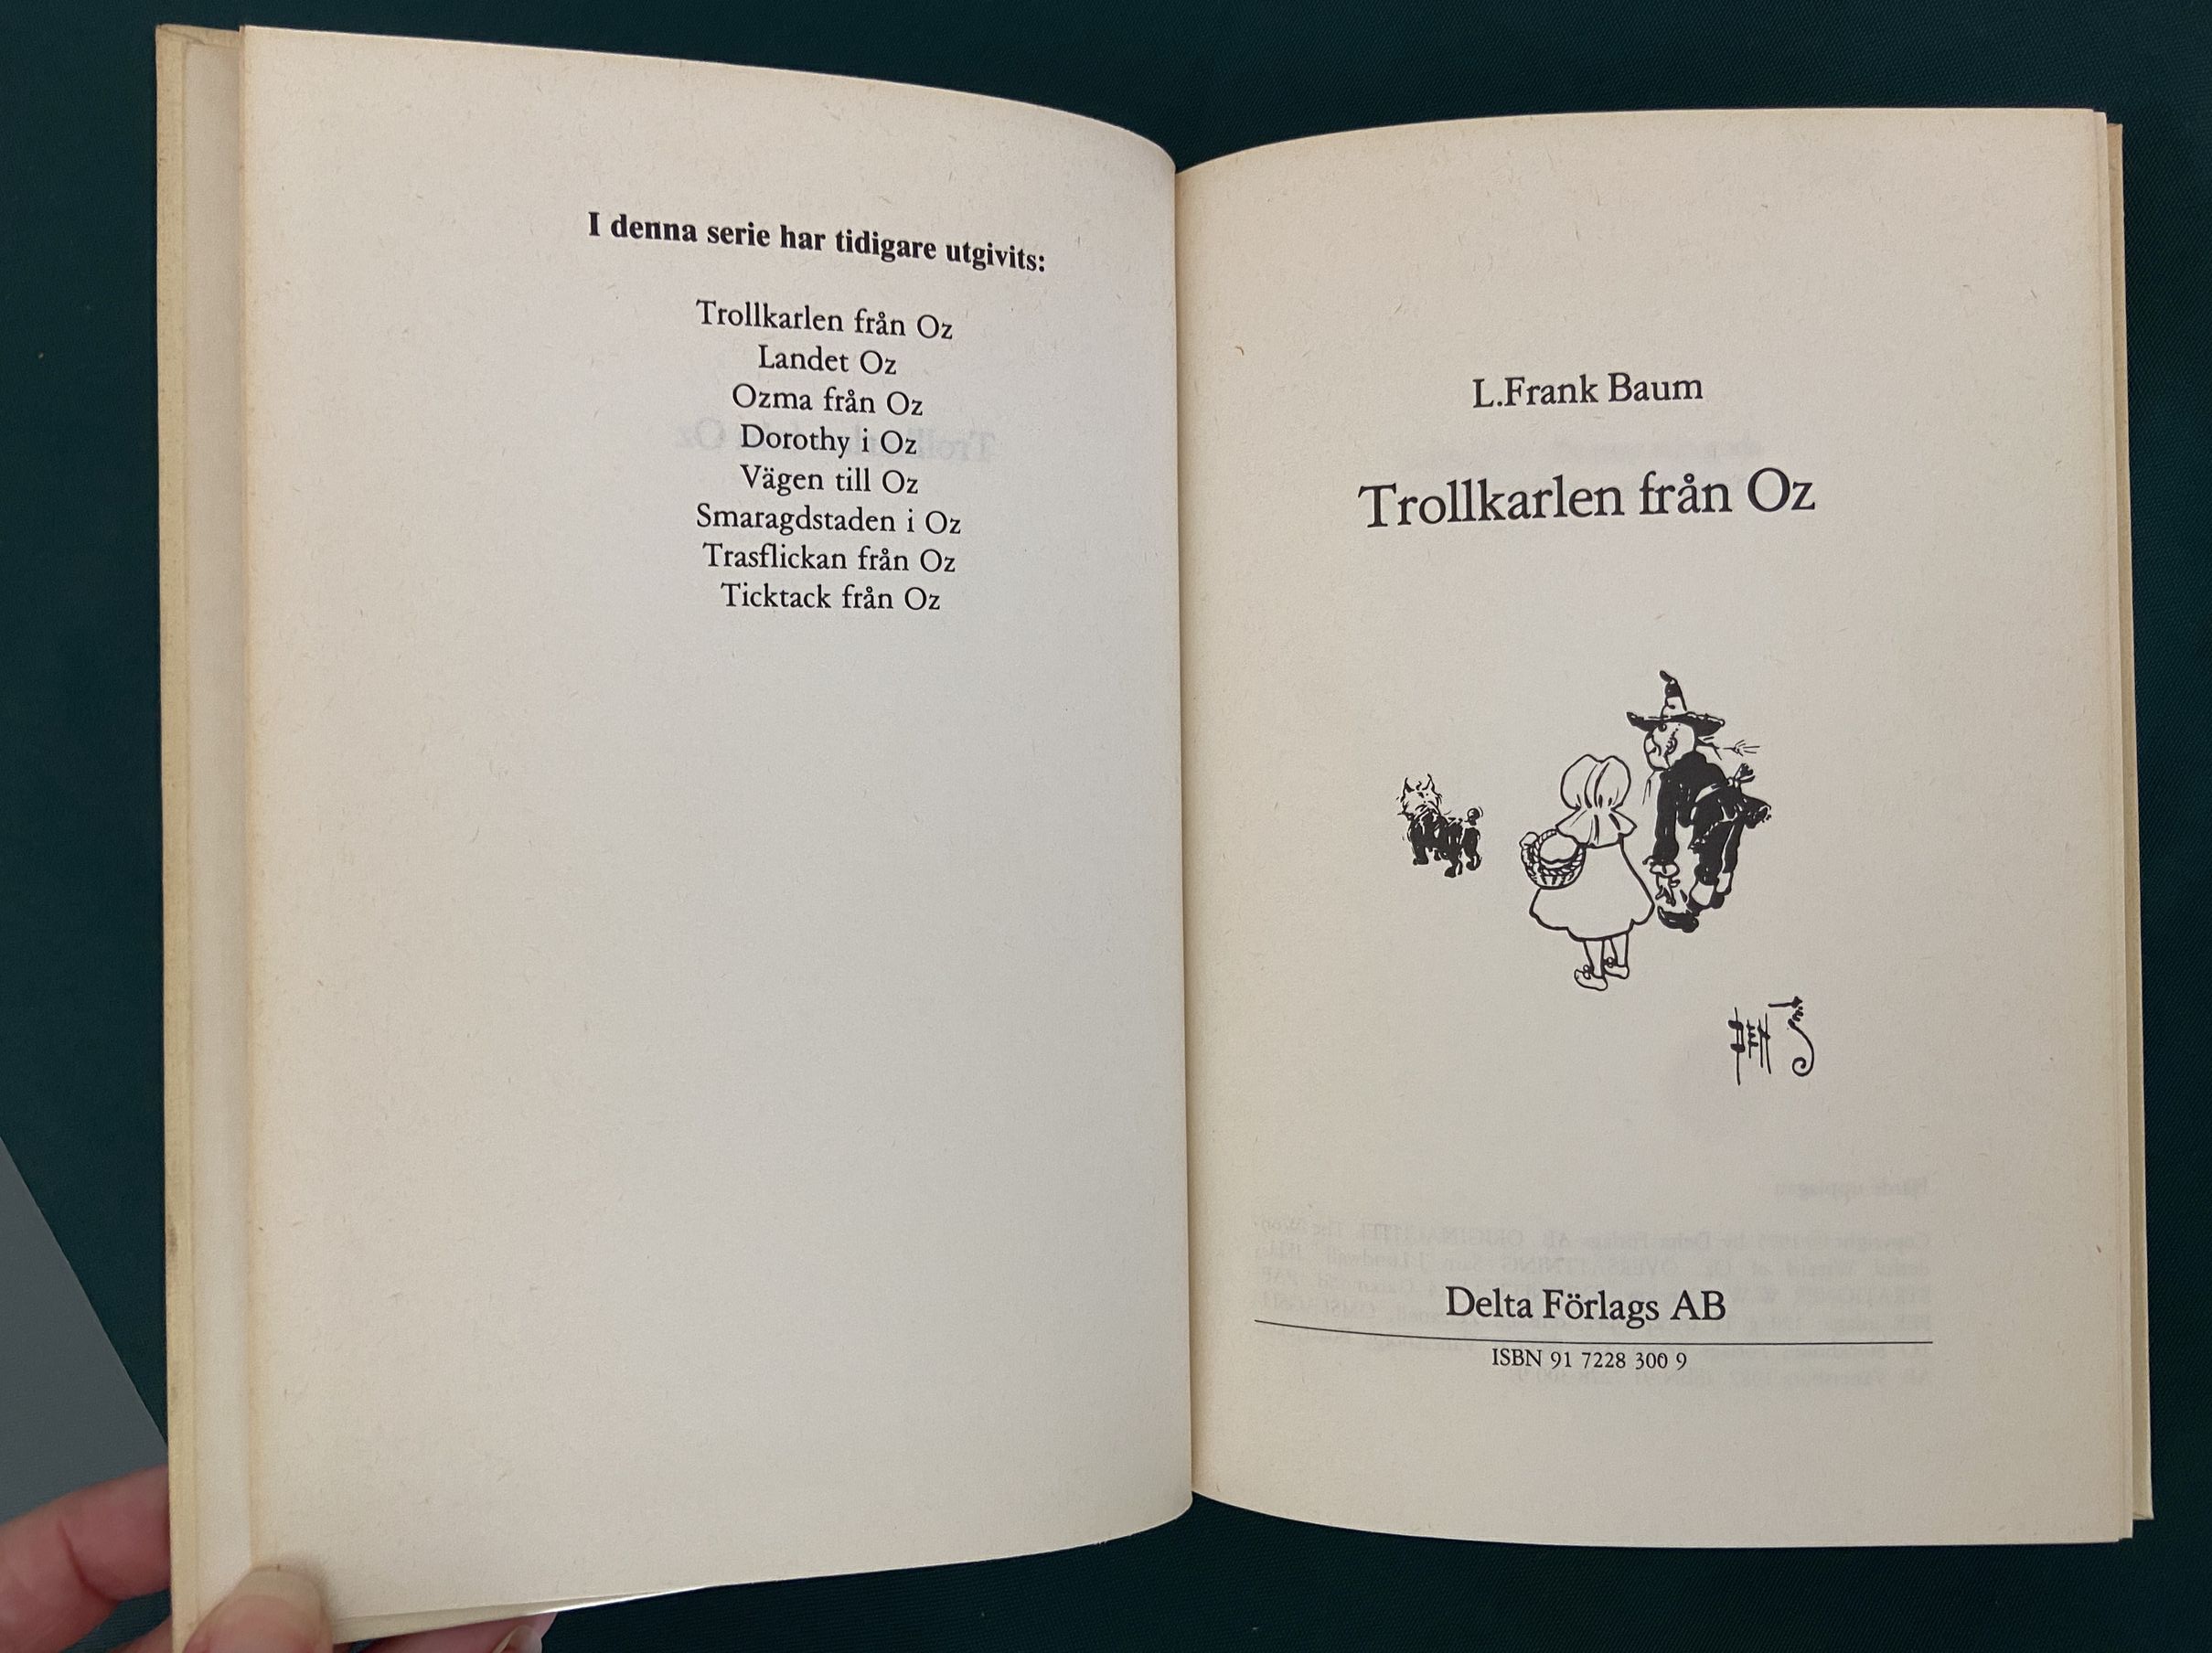 I denna serie har tidigare utgivits:
Trollkarlen från Oz
Landet Oz
Ozma från Oz
Dorothy i Oz
Vägen till Oz
Smaragdstaden i Oz
Trasflickan från Oz
Ticktack från Oz
L.Frank Baum
Trollkarlen från Oz
DEN
Delta Förlags AB
ISBN 91 7228 300 9